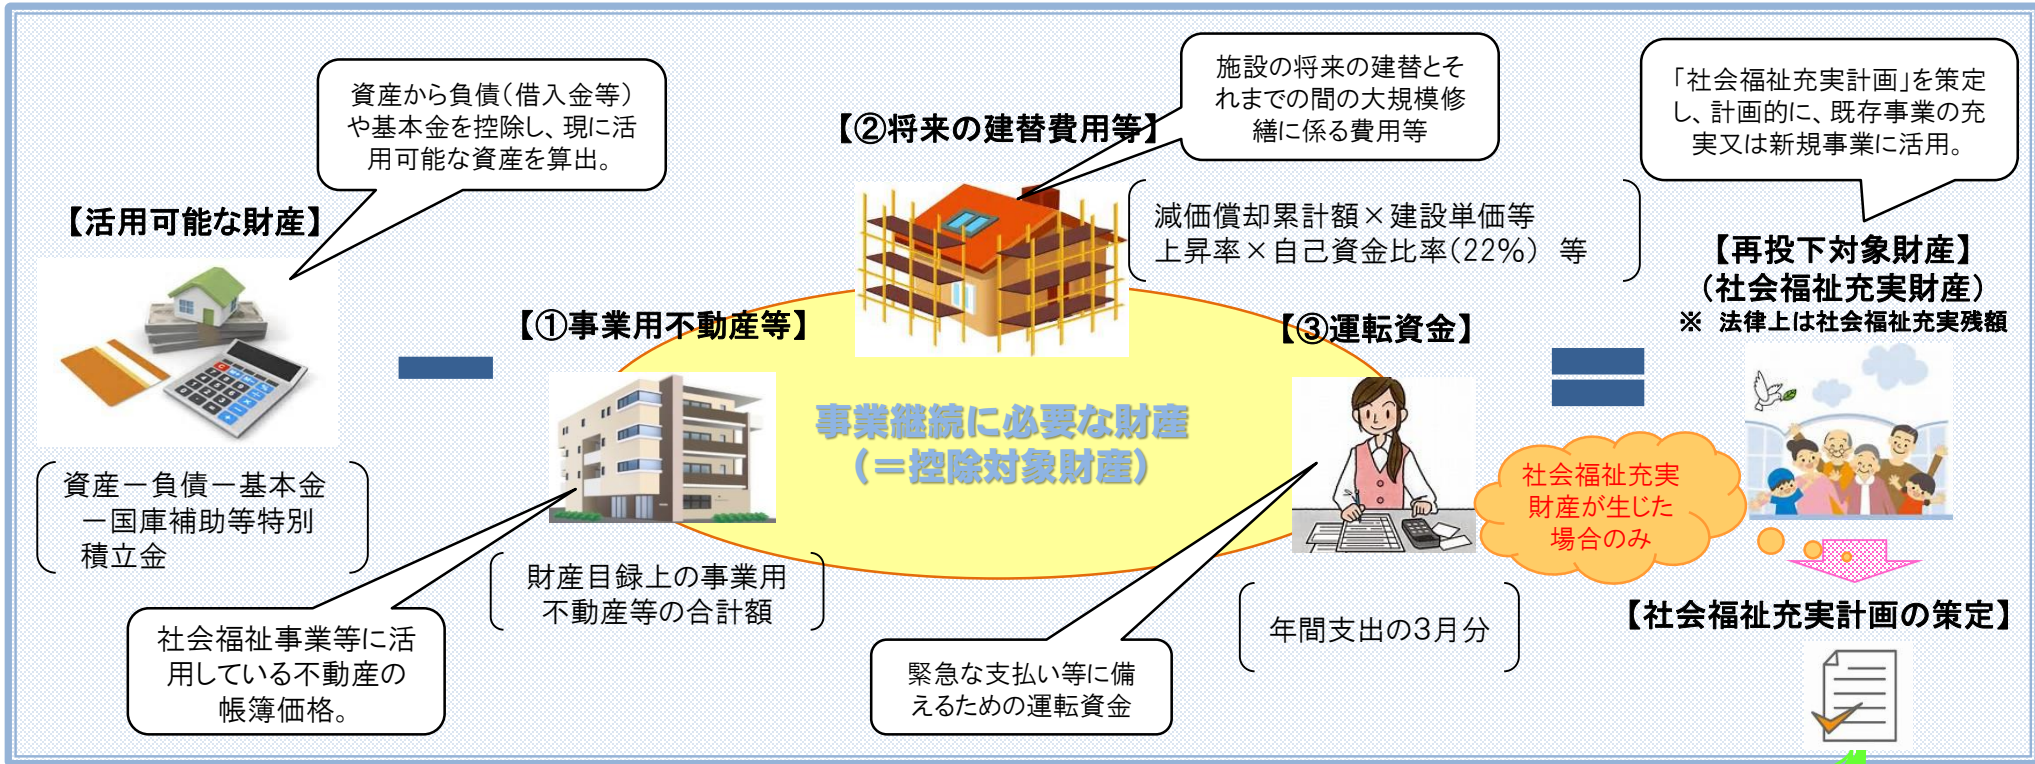 資産から負債（借入金等）
や基本金を控除し、現に活
用可能な資産を算出。
【活用可能な財産】
資産－負債－基本金
－国庫補助等特別
積立金
【①事業用不動産等】
財産目録上の事業用
不動産等の合計額
社会福祉事業等に活
用している不動産の
帳簿価格。
【②将来の建替費用等】
施設の将来の建替とそ
れまでの間の大規模修
繕に係る費用等
減価償却累計額×建設単価等
上昇率×自己資金比率（22％） 等
事業継続に必要な財産
（＝控除対象財産）
【③運転資金】
年間支出の3月分
緊急な支払い等に備
えるための運転資金
「社会福祉充実計画」を策定
し、計画的に、既存事業の充
実又は新規事業に活用。
【再投下対象財産】
（社会福祉充実財産）
※ 法律上は社会福祉充実残額
社会福祉充実
財産が生じた
場合のみ
【社会福祉充実計画の策定】